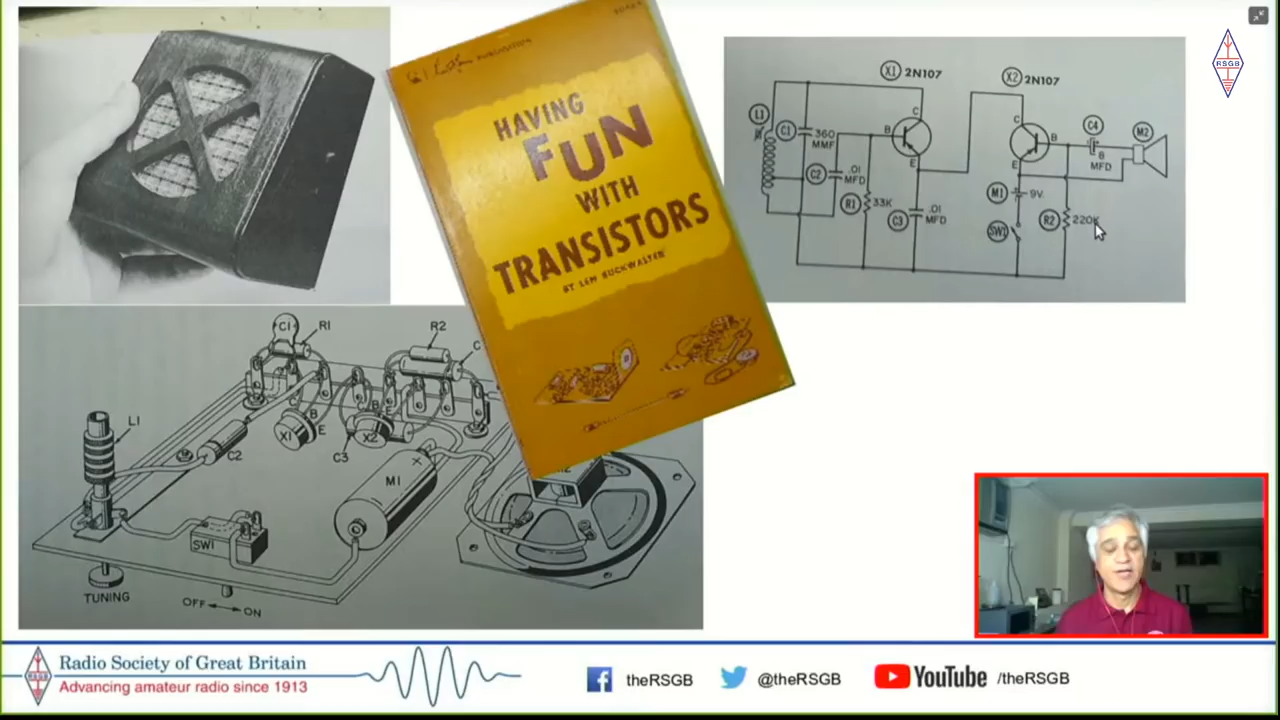 HAVING
FUN
WITH
TRANSISTORS
BY LEN BUCKWALTER
X1 2N107
X2 2N107
L1
C1
360
MMF
C
B
E
C
B
E
C4
8
MFD
M2
C2
.01
MFD
R1
33K
C3
.01
MFD
M1
9V.
SW1
R2
220K
RSGB
C1
R1
R2
C
L1
C2
X1
B
E
C3
X2
B
E
M1
+
SW1
TUNING
OFF
ON
RSGB
Radio Society of Great Britain
Advancing amateur radio since 1913
theRSGB
@theRSGB
YouTube /theRSGB